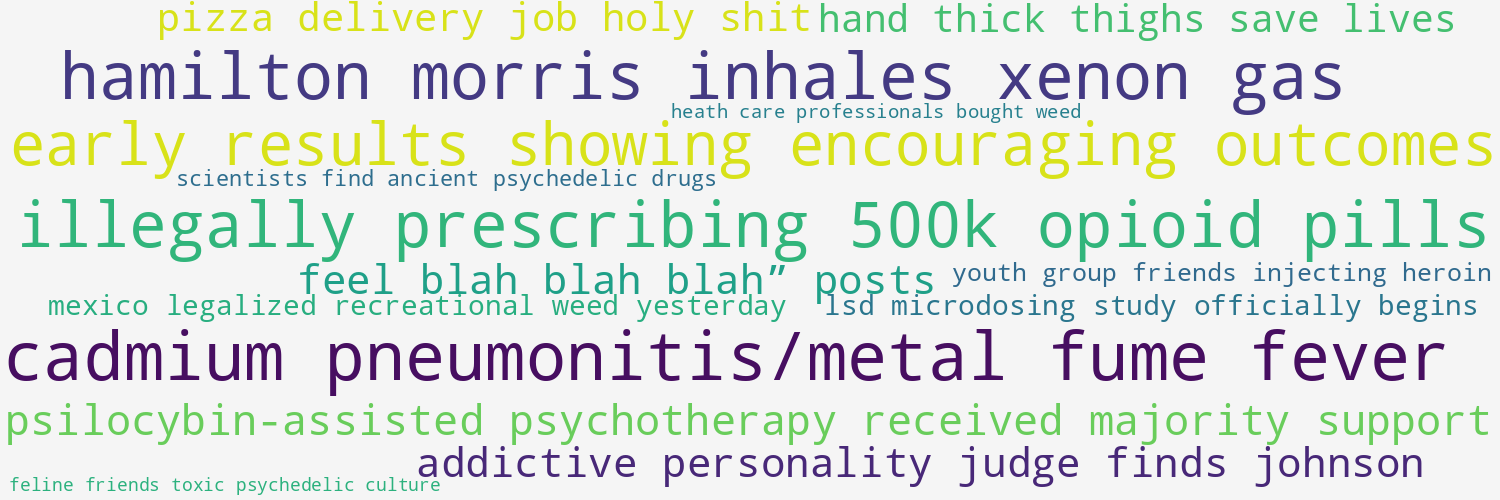 pizza delivery job holy shit
hand thick thighs save lives
hamilton morris inhales xenon gas
heath care professionals bought weed
early results showing encouraging outcomes
scientists find ancient psychedelic drugs
illegally prescribing 500k opioid pills
feel blah blah blah” posts
youth group friends injecting heroin
mexico legalized recreational weed yesterday
lsd microdosing study officially begins
cadmium pneumonitis/metal fume fever
psilocybin-assisted psychotherapy received majority support
addictive personality judge finds johnson
feline friends toxic psychedelic culture